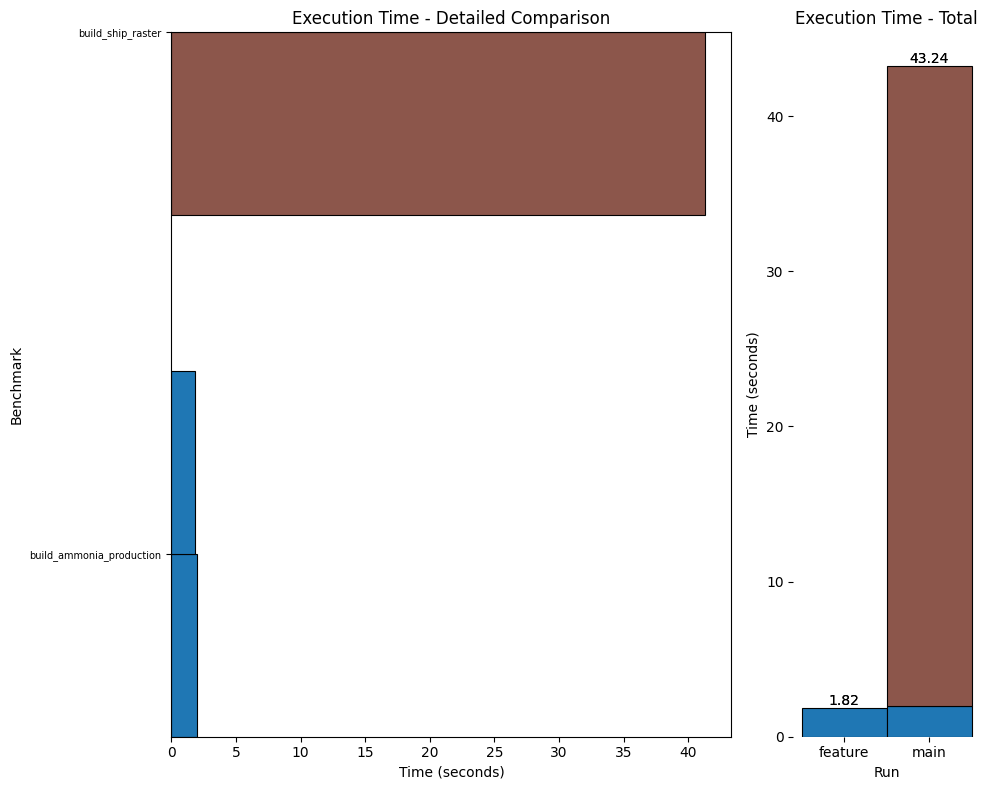 Execution Time - Detailed Comparison
build_ship_raster
build_ammonia_production
Benchmark
0 5 10 15 20 25 30 35 40
Time (seconds)
Execution Time - Total
43.24
1.82
40
30
20
10
0
Time (seconds)
feature main
Run